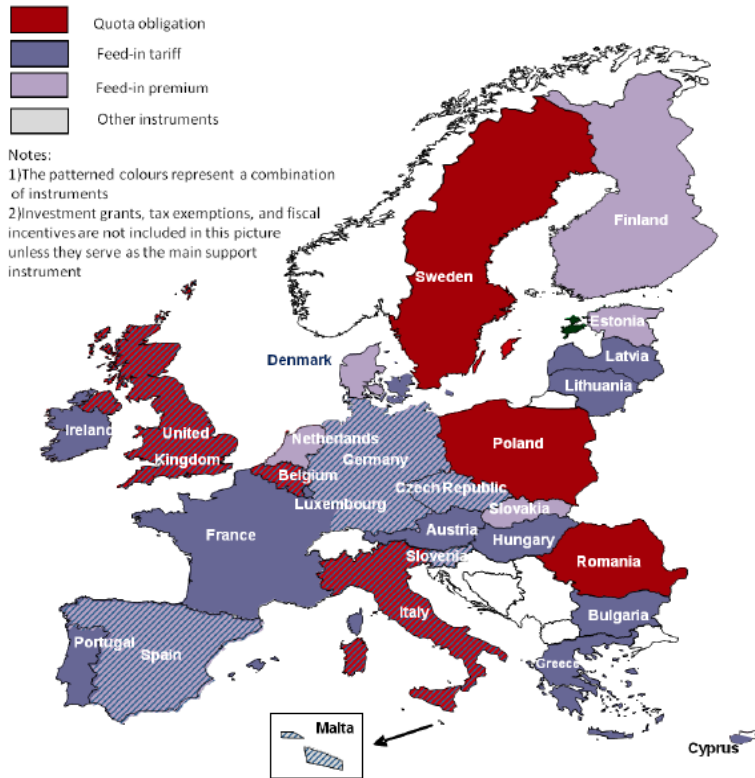 Quota obligation
Feed-in tariff
Feed-in premium
Other instruments
Notes:
1)The patterned colours represent a combination
of instruments
2)Investment grants, tax exemptions, and fiscal
incentives are not included in this picture
unless they serve as the main support
instrument
Finland
Sweden
Estonia
Latvia
Lithuania
Denmark
Ireland
United
Kingdom
Netherlands
Germany
Poland
Belgium
Czech Republic
Luxembourg
Slovakia
France
Austria
Hungary
Slovenia
Romania
Italy
Bulgaria
Portugal
Spain
Greece
Malta
Cyprus